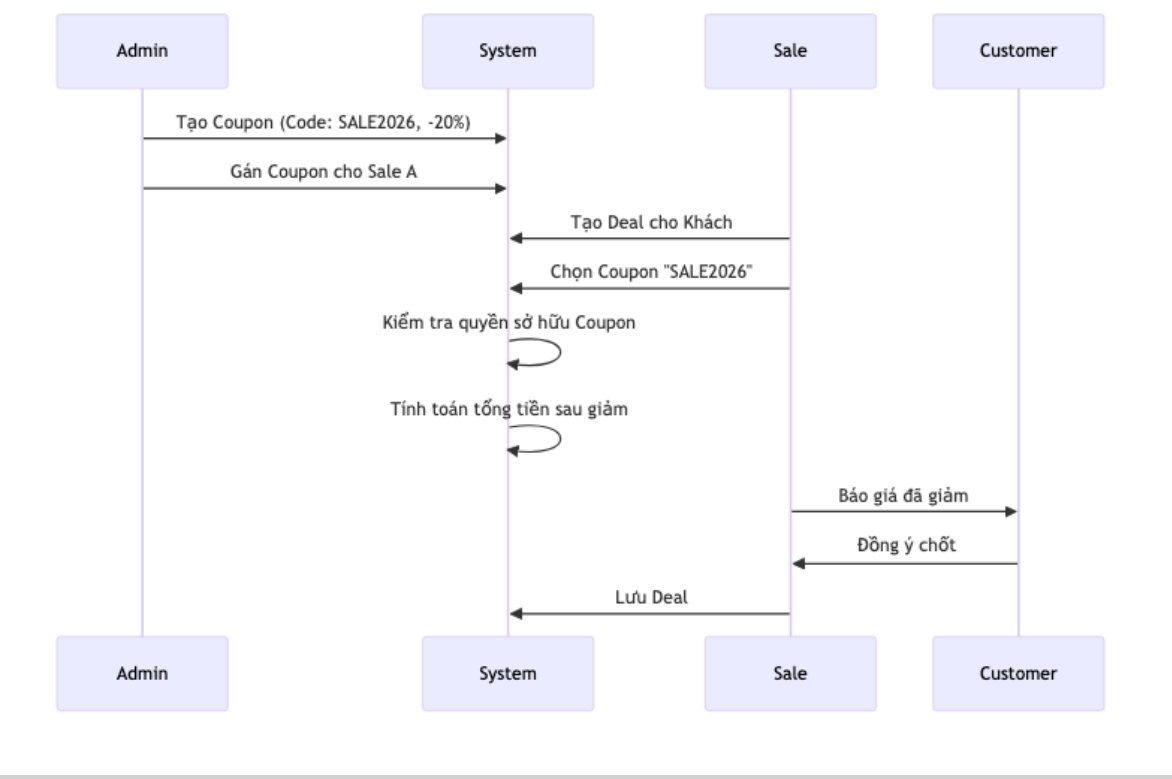 Admin
System
Sale
Customer
Tạo Coupon (Code: SALE2026, -20%)
Gán Coupon cho Sale A
Tạo Deal cho Khách
Chọn Coupon "SALE2026"
Kiểm tra quyền sở hữu Coupon
Tính toán tổng tiền sau giảm
Báo giá đã giảm
Đồng ý chốt
Lưu Deal
Admin
System
Sale
Customer